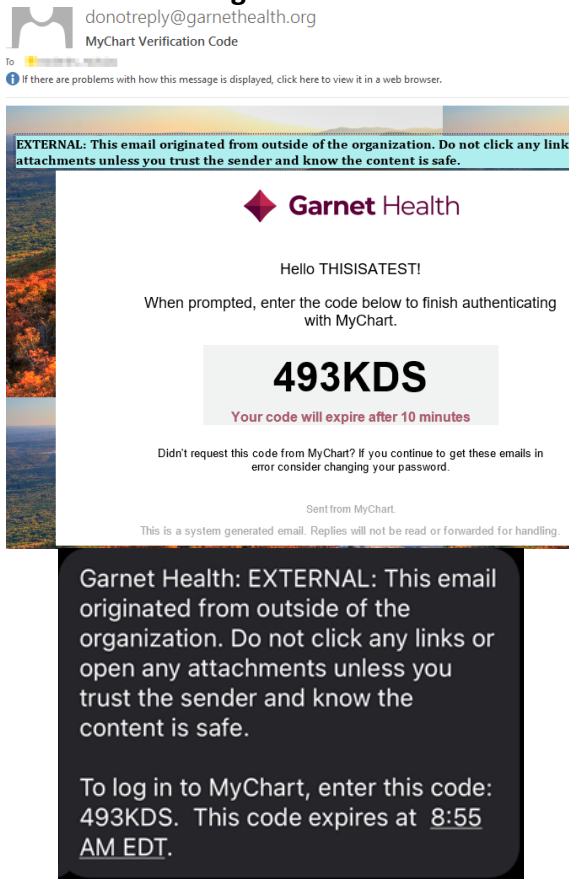 donotreply@garnethealth.org
MyChart Verification Code
To
If there are problems with how this message is displayed, click here to view it in a web browser.
EXTERNAL: This email originated from outside of the organization. Do not click any link
attachments unless you trust the sender and know the content is safe.
Garnet Health
Hello THISISATEST!
When prompted, enter the code below to finish authenticating
with MyChart.
493KDS
Your code will expire after 10 minutes
Didn't request this code from MyChart? If you continue to get these emails in
error consider changing your password.
Sent from MyChart.
This is a system generated email. Replies will not be read or forwarded for handling.
Garnet Health: EXTERNAL: This email
originated from outside of the
organization. Do not click any links or
open any attachments unless you
trust the sender and know the
content is safe.
To log in to MyChart, enter this code:
493KDS.  This code expires at  8:55
AM EDT.